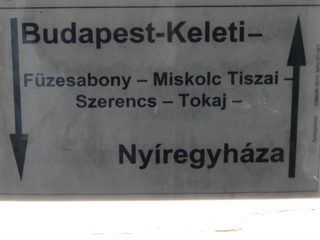 Budapest-Keleti–
Füzesabony – Miskolc Tiszai –
Szerencs – Tokaj –
Nyíregyháza